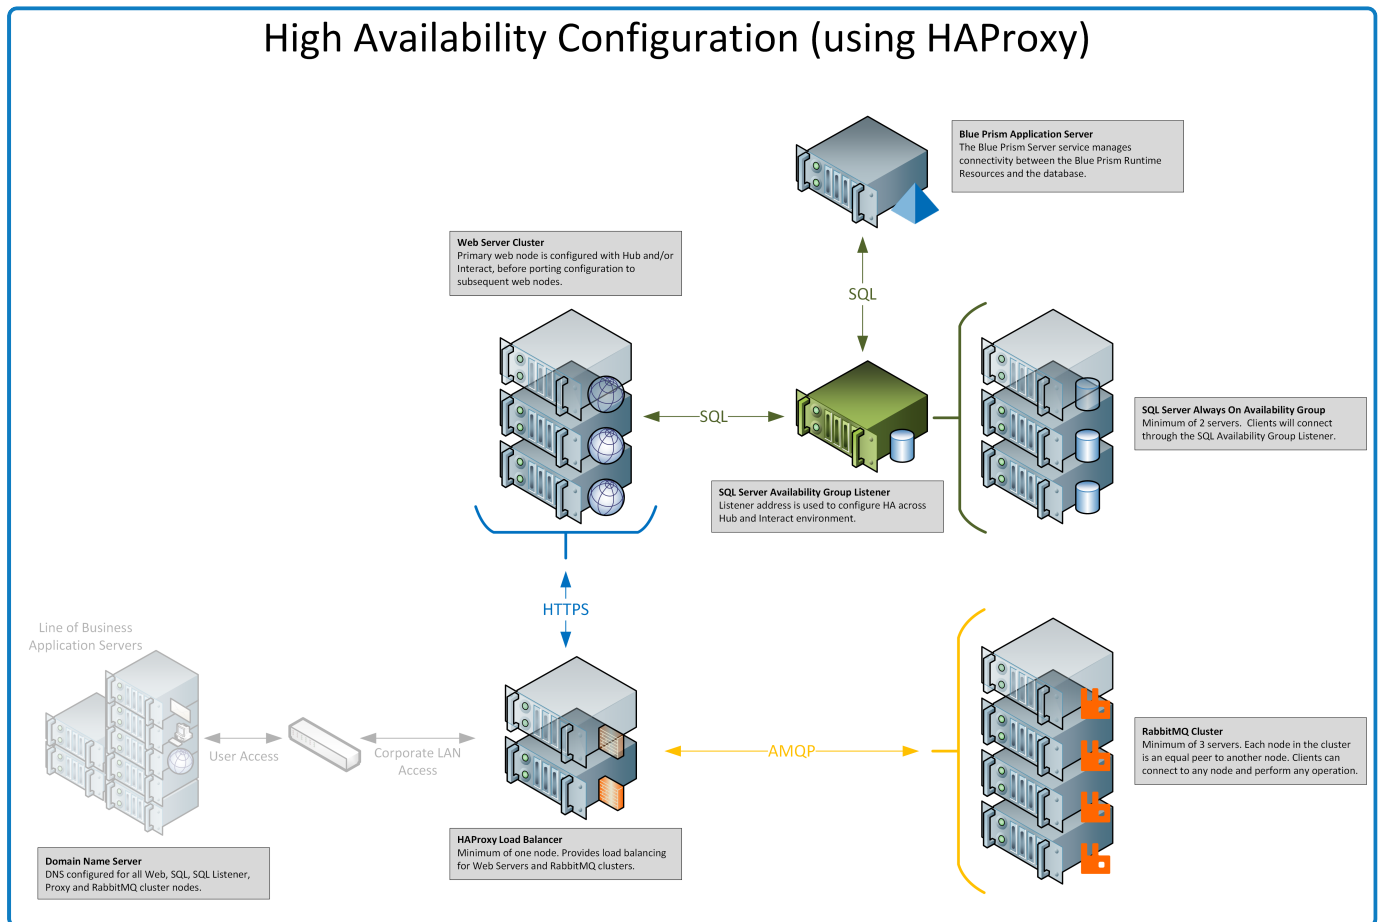 High Availability Configuration (using HAProxy)
Blue Prism Application Server
The Blue Prism Server service manages
connectivity between the Blue Prism Runtime
Resources and the database.
Web Server Cluster
Primary web node is configured with Hub and/or
Interact, before porting configuration to
subsequent web nodes.
SQL
SQL
SQL Server Always On Availability Group
Minimum of 2 servers.  Clients will connect
through the SQL Availability Group Listener.
SQL Server Availability Group Listener
Listener address is used to configure HA across
Hub and Interact environment.
HTTPS
Line of Business
Application Servers
User Access
Corporate LAN
Access
AMQP
RabbitMQ Cluster
Minimum of 3 servers. Each node in the cluster
is an equal peer to another node. Clients can
connect to any node and perform any operation.
HAProxy Load Balancer
Minimum of one node. Provides load balancing
for Web Servers and RabbitMQ clusters.
Domain Name Server
DNS configured for all Web, SQL, SQL Listener,
Proxy and RabbitMQ cluster nodes.